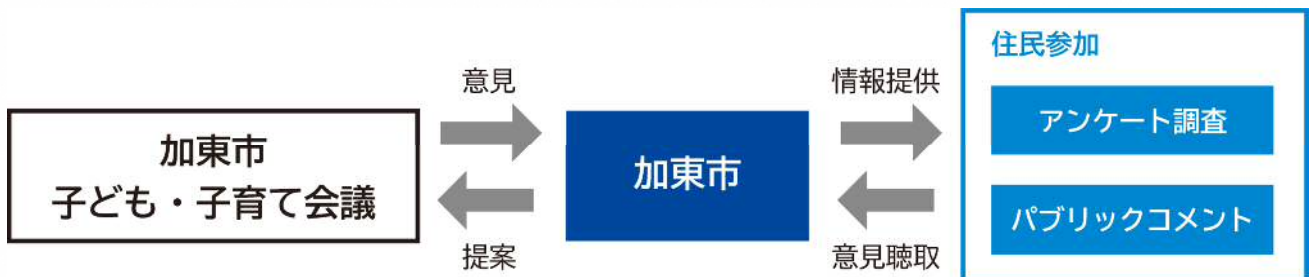 意見
加東市
子ども・子育て会議
提案
加東市
情報提供
意見聴取
住民参加
アンケート調査
パブリックコメント